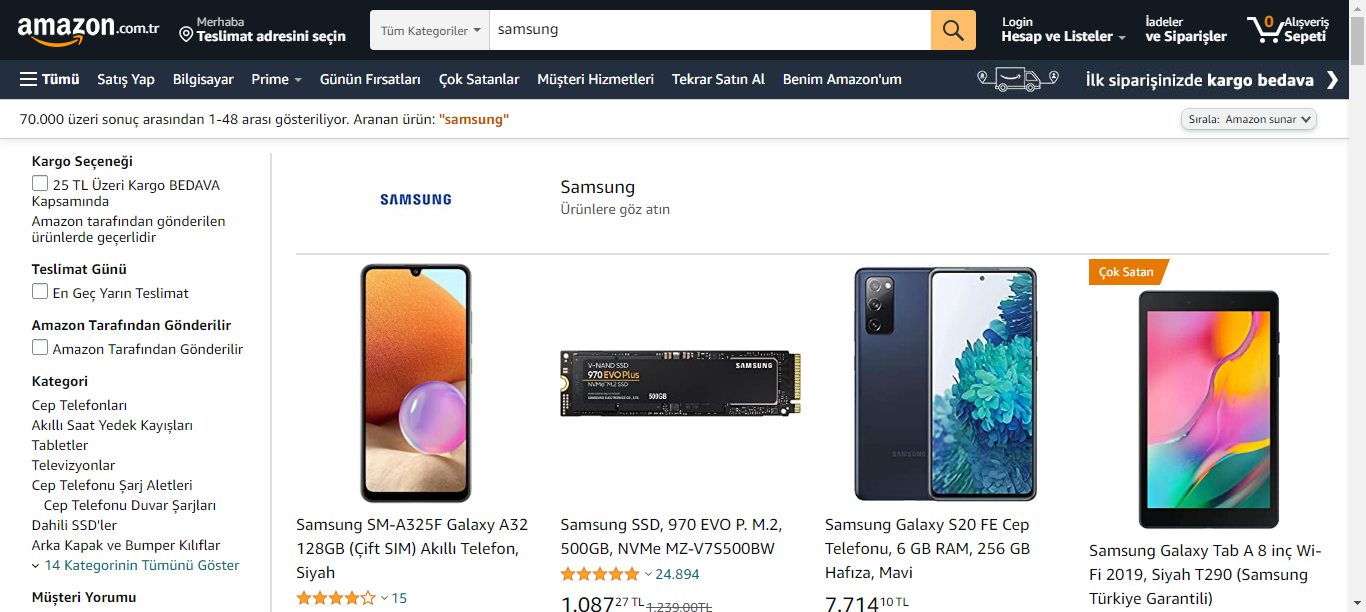 amazon.com.tr
Merhaba
Teslimat adresini seçin
Tüm Kategoriler
samsung
Login
Hesap ve Listeler
İadeler
ve Siparişler
0
Alışveriş
Sepeti
Tümü
Satış Yap
Bilgisayar
Prime
Günün Fırsatları
Çok Satanlar
Müşteri Hizmetleri
Tekrar Satın Al
Benim Amazon'um
İlk siparişinizde kargo bedava
70.000 üzeri sonuç arasından 1-48 arası gösteriliyor. Aranan ürün: "samsung"
Sırala: Amazon sunar
Kargo Seçeneği
25 TL Üzeri Kargo BEDAVA
Kapsamında
Amazon tarafından gönderilen
ürünlerde geçerlidir
Teslimat Günü
En Geç Yarın Teslimat
Amazon Tarafından Gönderilir
Amazon Tarafından Gönderilir
Kategori
Cep Telefonları
Akıllı Saat Yedek Kayışları
Tabletler
Televizyonlar
Cep Telefonu Şarj Aletleri
Cep Telefonu Duvar Şarjları
Dahili SSD'ler
Arka Kapak ve Bumper Kılıflar
14 Kategorinin Tümünü Göster
Müşteri Yorumu
SAMSUNG
Samsung
Ürünlere göz atın
Samsung SM-A325F Galaxy A32
128GB (Çift SIM) Akıllı Telefon,
Siyah
15
V-NAND SSD
970 EVO Plus
NVMe™ M.2 SSD
SAMSUNG
500GB
Samsung SSD, 970 EVO P. M.2,
500GB, NVMe MZ-V7S500BW
24.894
1.08727 TL 1.239,00TL
SAMSUNG
Samsung Galaxy S20 FE Cep
Telefonu, 6 GB RAM, 256 GB
Hafıza, Mavi
7.71410 TL
Çok Satan
Samsung Galaxy Tab A 8 inç Wi-
Fi 2019, Siyah T290 (Samsung
Türkiye Garantili)